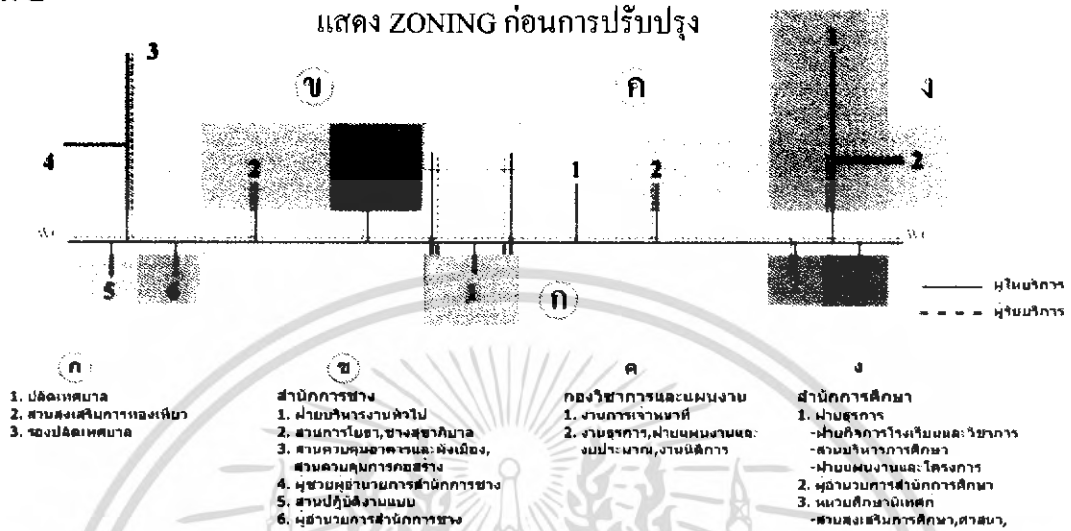 แสดง ZONING ก่อนการปรับปรุง
3
ข
ค
ง
4
2
1
2
2
5
ก
ผู้ให้บริการ
ผู้รับบริการ
ก
1. ปลัดเทศบาล
2. ส่วนส่งเสริมการท่องเที่ยว
3. รองปลัดเทศบาล
ข
สำนักการช่าง
1. ฝ่ายบริหารงานทั่วไป
2. ส่วนการโยธา,ช่างสุขาภิบาล
3. ส่วนควบคุมอาคารและผังเมือง,
ส่วนควบคุมการก่อสร้าง
4. ผู้ช่วยผู้อำนวยการสำนักการช่าง
5. ส่วนปฏิบัติงานแบบ
6. ผู้อำนวยการสำนักการช่าง
ค
กองวิชาการและแผนงาน
1. งานการเจ้าหน้าที่
2. งานธุรการ,ฝ่ายแผนงานและ
งบประมาณ,งานนิติการ
ง
สำนักการศึกษา
1. ฝ่ายธุรการ
-ฝ่ายกิจการโรงเรียนและวิชาการ
-ส่วนบริหารการศึกษา
-ฝ่ายแผนงานและโครงการ
2. ผู้อำนวยการสำนักการศึกษา
3. หน่วยศึกษานิเทศก์
-ส่วนส่งเสริมการศึกษา,ศาสนา,